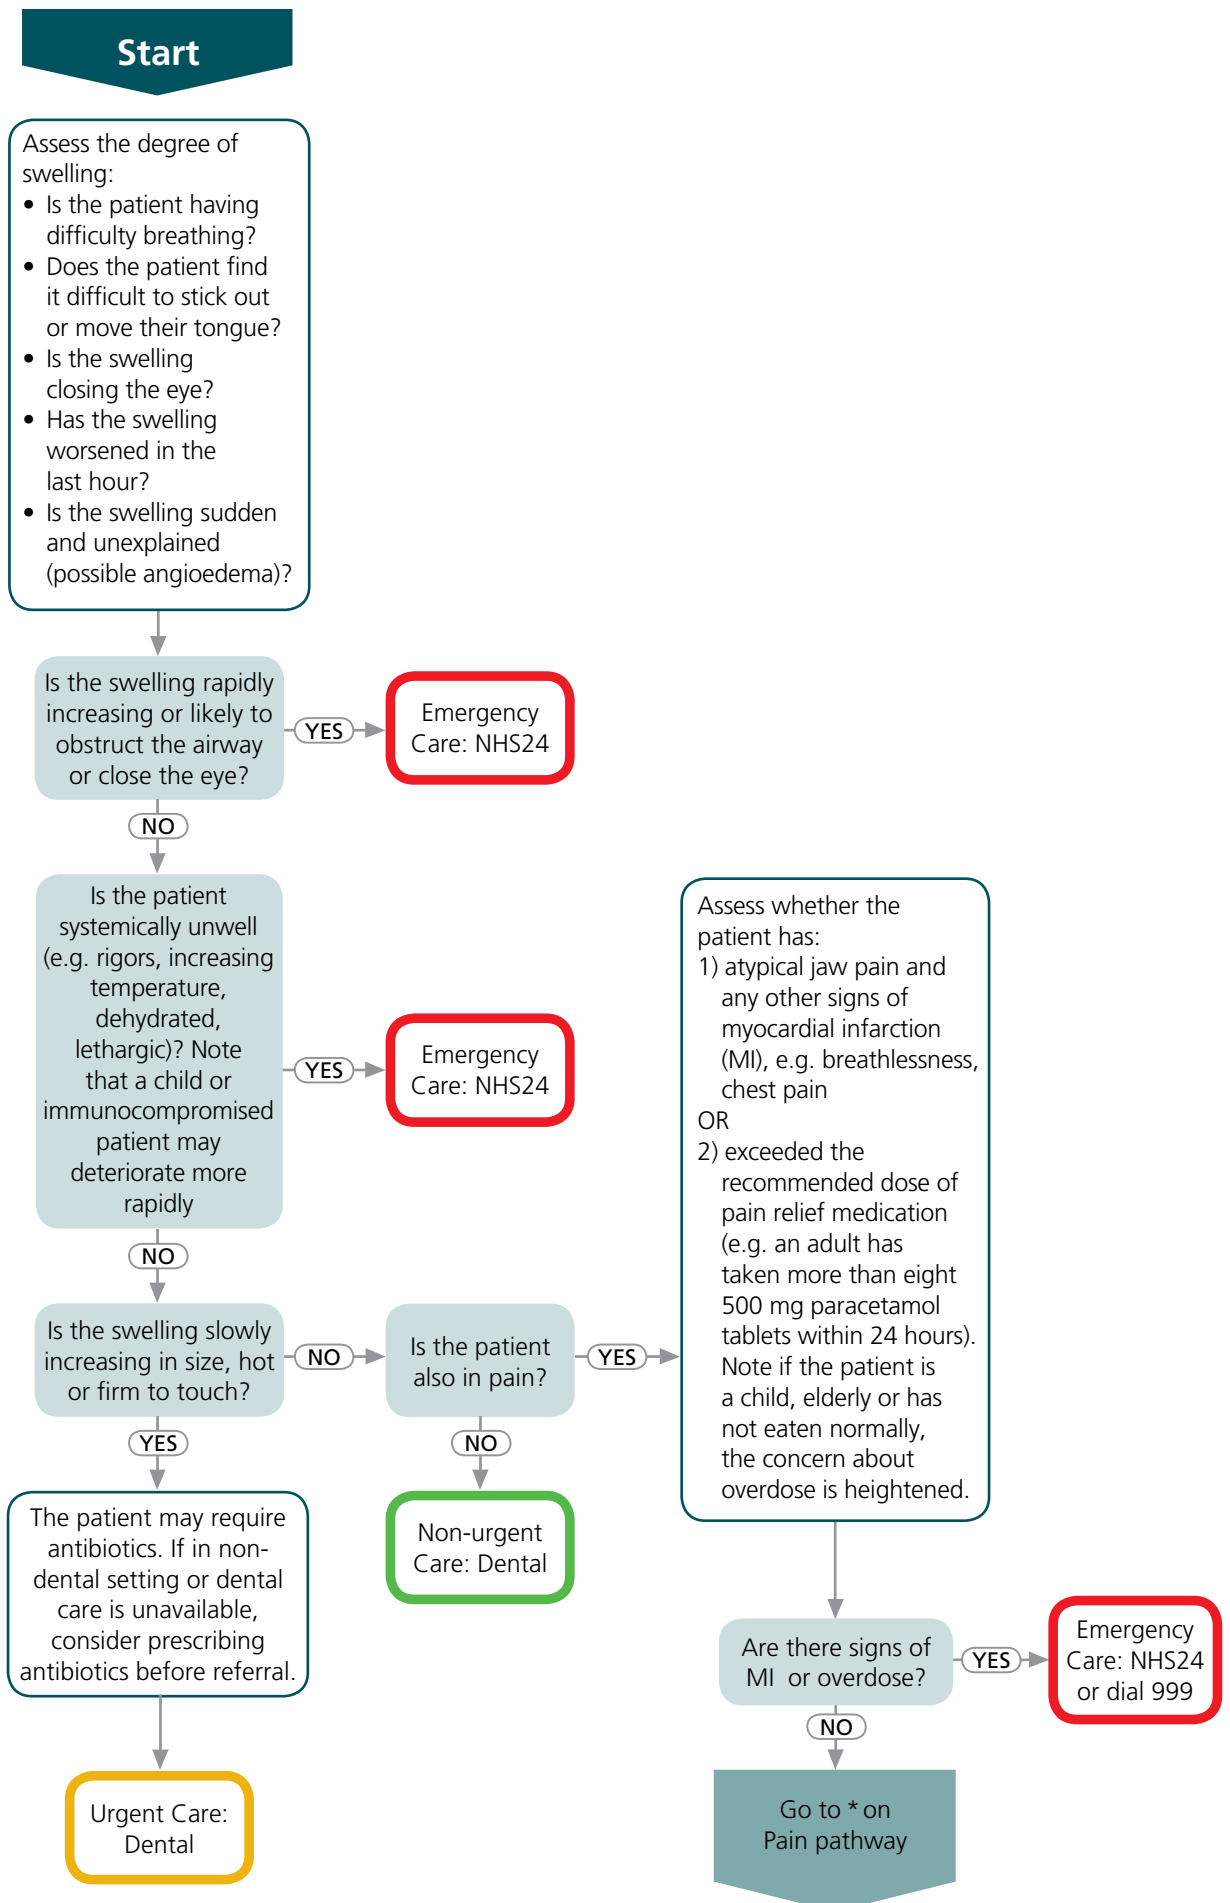 Start
Assess the degree of
swelling:
• Is the patient having
difficulty breathing?
• Does the patient find
it difficult to stick out
or move their tongue?
• Is the swelling
closing the eye?
• Has the swelling
worsened in the
last hour?
• Is the swelling sudden
and unexplained
(possible angioedema)?
Is the swelling rapidly
increasing or likely to
obstruct the airway
or close the eye?
YES
Emergency
Care: NHS24
NO
Is the patient
systemically unwell
(e.g. rigors, increasing
temperature,
dehydrated,
lethargic)? Note
that a child or
immunocompromised
patient may
deteriorate more
rapidly
YES
Emergency
Care: NHS24
NO
Is the swelling slowly
increasing in size, hot
or firm to touch?
NO
Is the patient
also in pain?
YES
Assess whether the
patient has:
1) atypical jaw pain and
any other signs of
myocardial infarction
(MI), e.g. breathlessness,
chest pain
OR
2) exceeded the
recommended dose of
pain relief medication
(e.g. an adult has
taken more than eight
500 mg paracetamol
tablets within 24 hours).
Note if the patient is
a child, elderly or has
not eaten normally,
the concern about
overdose is heightened.
YES
The patient may require
antibiotics. If in non-
dental setting or dental
care is unavailable,
consider prescribing
antibiotics before referral.
Urgent Care:
Dental
NO
Non-urgent
Care: Dental
Are there signs of
MI or overdose?
YES
Emergency
Care: NHS24
or dial 999
NO
Go to * on
Pain pathway